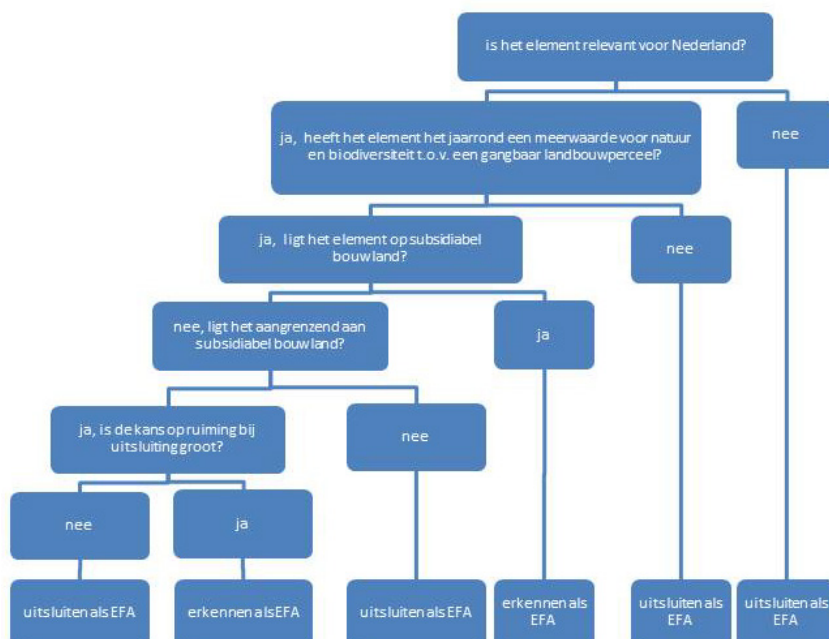 is het element relevant voor Nederland?
ja, heeft het element het jaarrond een meerwaarde voor natuur
en biodiversiteit t.o.v. een gangbaar landbouwperceel?
nee
ja, ligt het element op subsidiabel
bouwland?
nee
nee, ligt het aangrenzend aan
subsidiabel bouwland?
ja
ja, is de kans op ruiming bij
uitsluiting groot?
nee
nee
ja
uitsluiten als EFA
erkennen als EFA
uitsluiten als EFA
erkennen als
EFA
uitsluiten als
EFA
uitsluiten als
EFA